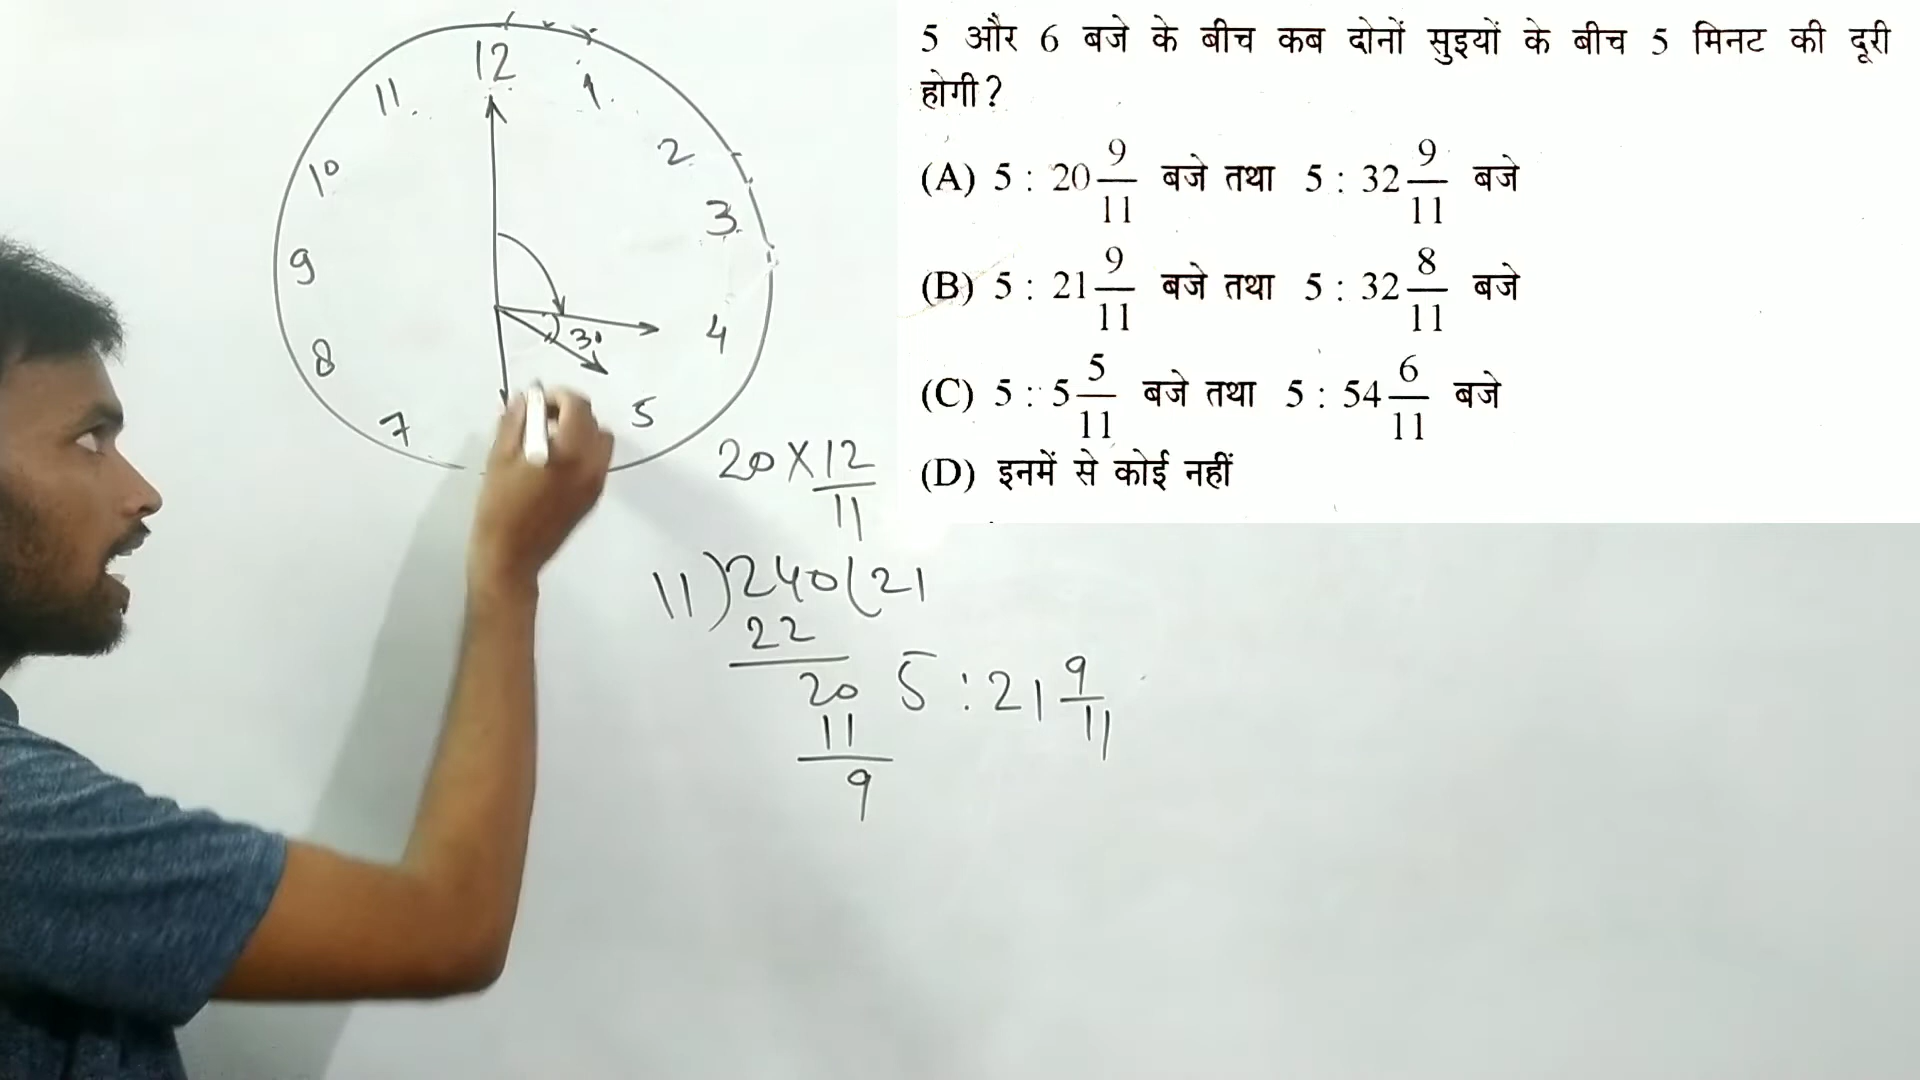 5 और 6 बजे के बीच कब दोनों सुइयों के बीच 5 मिनट की दूरी
होगी?
(A) 5 : 20 9/11 बजे तथा 5 : 32 9/11 बजे
(B) 5 : 21 9/11 बजे तथा 5 : 32 8/11 बजे
(C) 5 : 5 5/11 बजे तथा 5 : 54 6/11 बजे
(D) इनमें से कोई नहीं
12
11
1
10
2
9
3
8
4
7
5
30
20 × 12/11
11)240(21
22
20
11
9
5 : 21 9/11